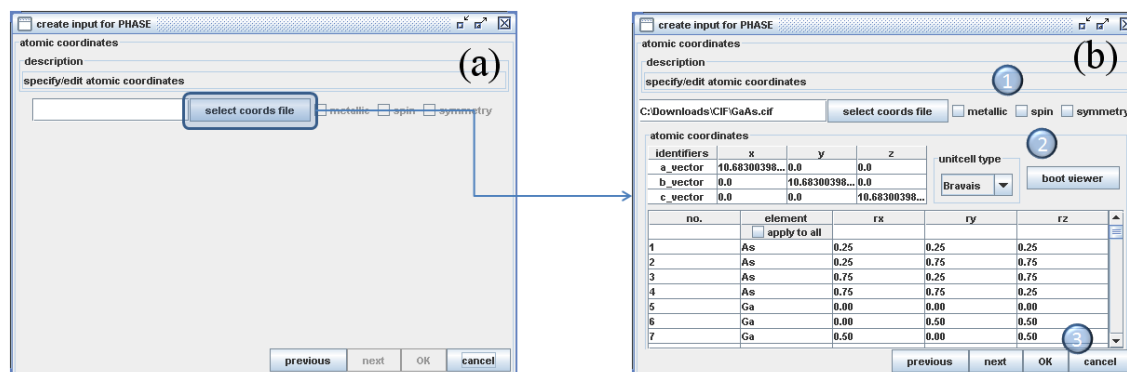 create input for PHASE
atomic coordinates
description
(a)
specify/edit atomic coordinates
select coords file metallic spin symmetry
previous next OK cancel
create input for PHASE
atomic coordinates
description
(b)
specify/edit atomic coordinates
1
C:\Downloads\CIF\GaAs.cif select coords file metallic spin symmetry
atomic coordinates
2
identifiers x y z
a_vector 10.68300398... 0.0 0.0
b_vector 0.0 10.68300398... 0.0
c_vector 0.0 0.0 10.68300398...
unitcell type
Bravais
boot viewer
no. element rx ry rz
apply to all
1 As 0.25 0.25 0.25
2 As 0.25 0.75 0.75
3 As 0.75 0.25 0.75
4 As 0.75 0.75 0.25
5 Ga 0.00 0.00 0.00
6 Ga 0.00 0.50 0.50
7 Ga 0.50 0.00 0.50
3
previous next OK cancel